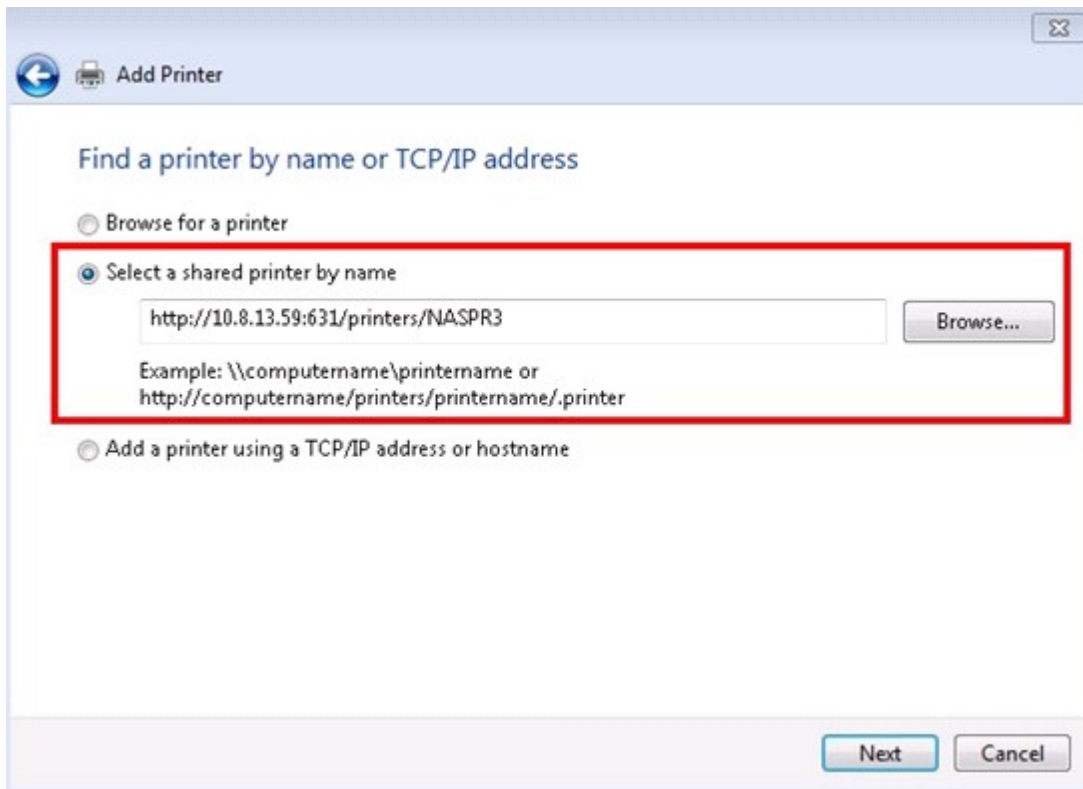 Add Printer
Find a printer by name or TCP/IP address
Browse for a printer
Select a shared printer by name
http://10.8.13.59:631/printers/NASPR3
Browse...
Example: \\computername\printername or
http://computername/printers/printername/.printer
Add a printer using a TCP/IP address or hostname
Next
Cancel